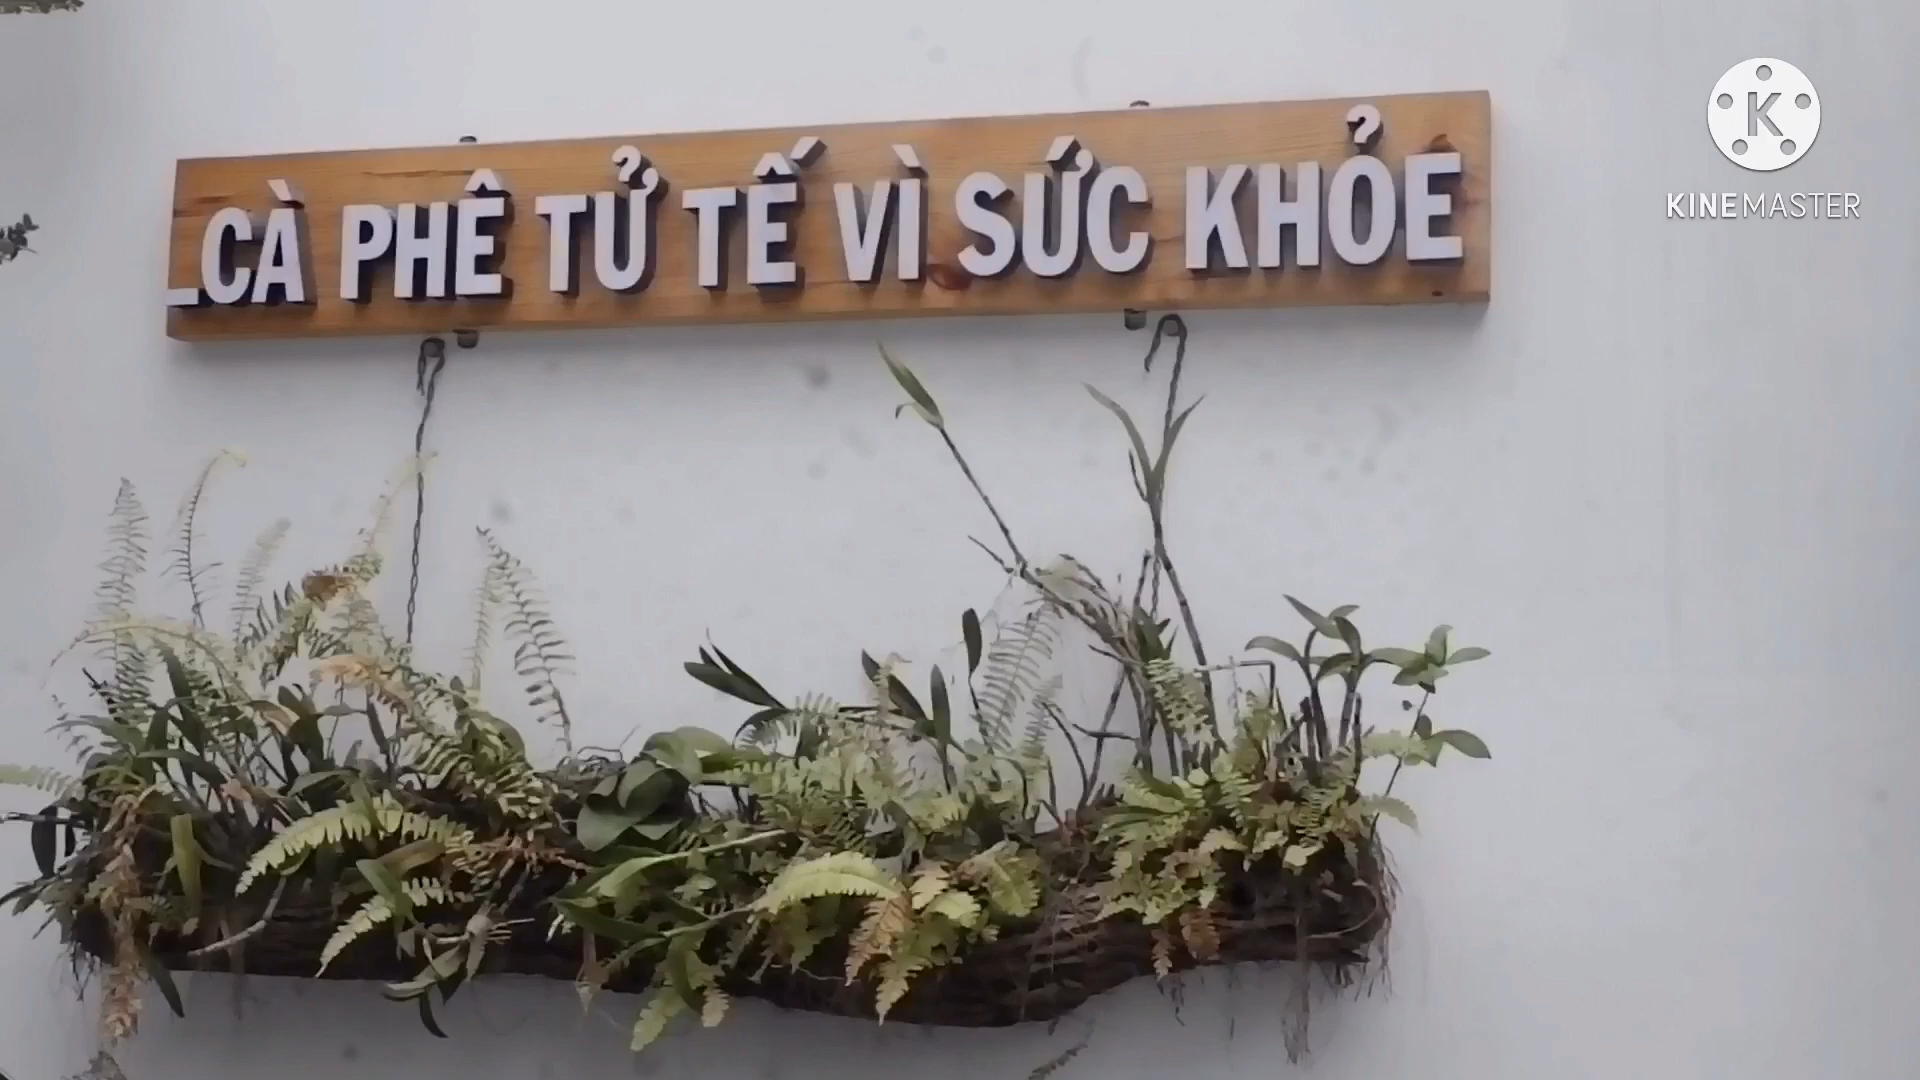 CÀ PHÊ TỬ TẾ VÌ SỨC KHỎE
K
KINEMASTER